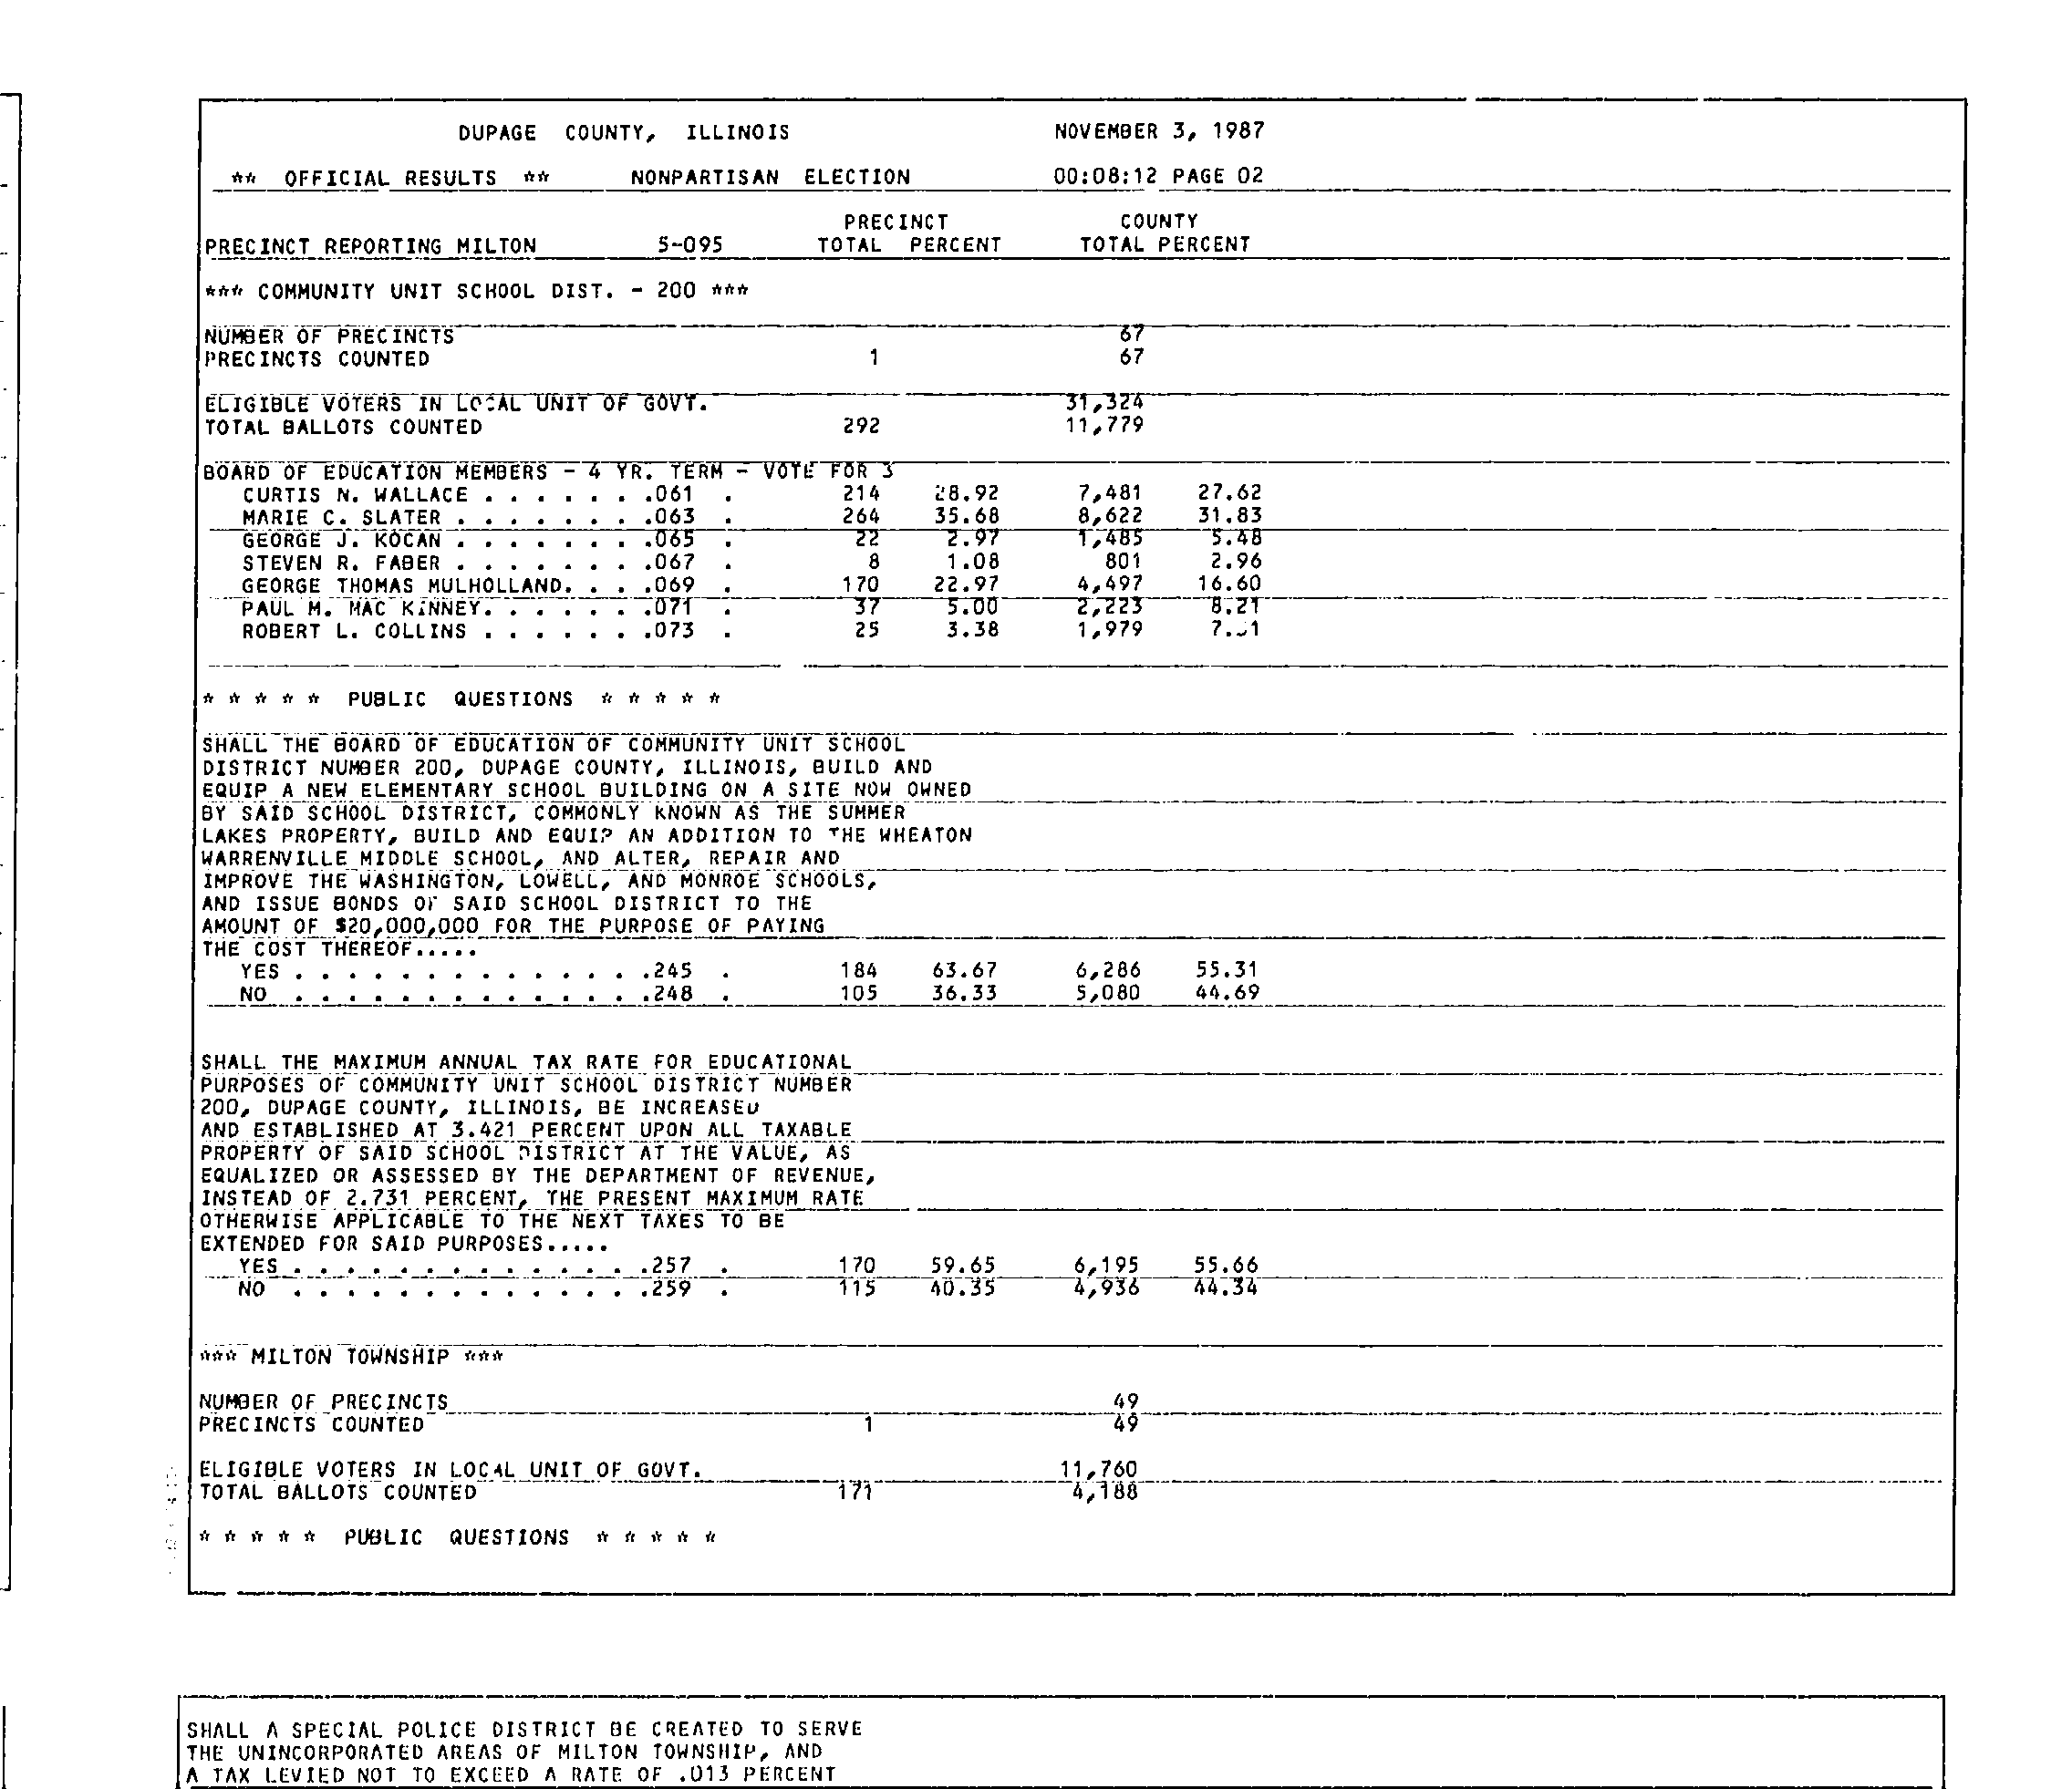 DUPAGE COUNTY, ILLINOIS NOVEMBER 3, 1987
** OFFICIAL RESULTS ** NONPARTISAN ELECTION 00:08:12 PAGE 02
PRECINCT COUNTY
PRECINCT REPORTING MILTON 5-095 TOTAL PERCENT TOTAL PERCENT
*** COMMUNITY UNIT SCHOOL DIST. - 200 ***
NUMBER OF PRECINCTS 67
PRECINCTS COUNTED 1 67
ELIGIBLE VOTERS IN LOCAL UNIT OF GOVT. 31,324
TOTAL BALLOTS COUNTED 292 11,779
BOARD OF EDUCATION MEMBERS - 4 YR. TERM - VOTE FOR 3
CURTIS N. WALLACE . . . . . . .061 . 214 28.92 7,481 27.62
MARIE C. SLATER . . . . . . . .063 . 264 35.68 8,622 31.83
GEORGE J. KOCAN . . . . . . . .065 . 22 2.97 1,485 5.48
STEVEN R. FABER . . . . . . . .067 . 8 1.08 801 2.96
GEORGE THOMAS MULHOLLAND. . . .069 . 170 22.97 4,497 16.60
PAUL M. MAC KINNEY. . . . . . .071 . 37 5.00 2,223 8.21
ROBERT L. COLLINS . . . . . . .073 . 25 3.38 1,979
* * * * * PUBLIC QUESTIONS * * * * *
SHALL THE BOARD OF EDUCATION OF COMMUNITY UNIT SCHOOL
DISTRICT NUMBER 200, DUPAGE COUNTY, ILLINOIS, BUILD AND
EQUIP A NEW ELEMENTARY SCHOOL BUILDING ON A SITE NOW OWNED
BY SAID SCHOOL DISTRICT, COMMONLY KNOWN AS THE SUMMER
LAKES PROPERTY, BUILD AND EQUIP AN ADDITION TO THE WHEATON
WARRENVILLE MIDDLE SCHOOL, AND ALTER, REPAIR AND
IMPROVE THE WASHINGTON, LOWELL, AND MONROE SCHOOLS,
AND ISSUE BONDS OF SAID SCHOOL DISTRICT TO THE
AMOUNT OF $20,000,000 FOR THE PURPOSE OF PAYING
THE COST THEREOF.....
YES . . . . . . . . . . . . . .245 . 184 63.67 6,286 55.31
NO . . . . . . . . . . . . . .248 . 105 36.33 5,080 44.69
SHALL THE MAXIMUM ANNUAL TAX RATE FOR EDUCATIONAL
PURPOSES OF COMMUNITY UNIT SCHOOL DISTRICT NUMBER
200, DUPAGE COUNTY, ILLINOIS, BE INCREASED
AND ESTABLISHED AT 3.421 PERCENT UPON ALL TAXABLE
PROPERTY OF SAID SCHOOL DISTRICT AT THE VALUE, AS
EQUALIZED OR ASSESSED BY THE DEPARTMENT OF REVENUE,
INSTEAD OF 2.731 PERCENT, THE PRESENT MAXIMUM RATE
OTHERWISE APPLICABLE TO THE NEXT TAXES TO BE
EXTENDED FOR SAID PURPOSES.....
YES . . . . . . . . . . . . . .257 . 170 59.65 6,195 55.66
NO . . . . . . . . . . . . . .259 . 115 40.35 4,936 44.34
*** MILTON TOWNSHIP ***
NUMBER OF PRECINCTS 49
PRECINCTS COUNTED 1 49
ELIGIBLE VOTERS IN LOCAL UNIT OF GOVT. 11,760
TOTAL BALLOTS COUNTED 171 4,188
* * * * * PUBLIC QUESTIONS * * * * *
SHALL A SPECIAL POLICE DISTRICT BE CREATED TO SERVE
THE UNINCORPORATED AREAS OF MILTON TOWNSHIP, AND
A TAX LEVIED NOT TO EXCEED A RATE OF .013 PERCENT